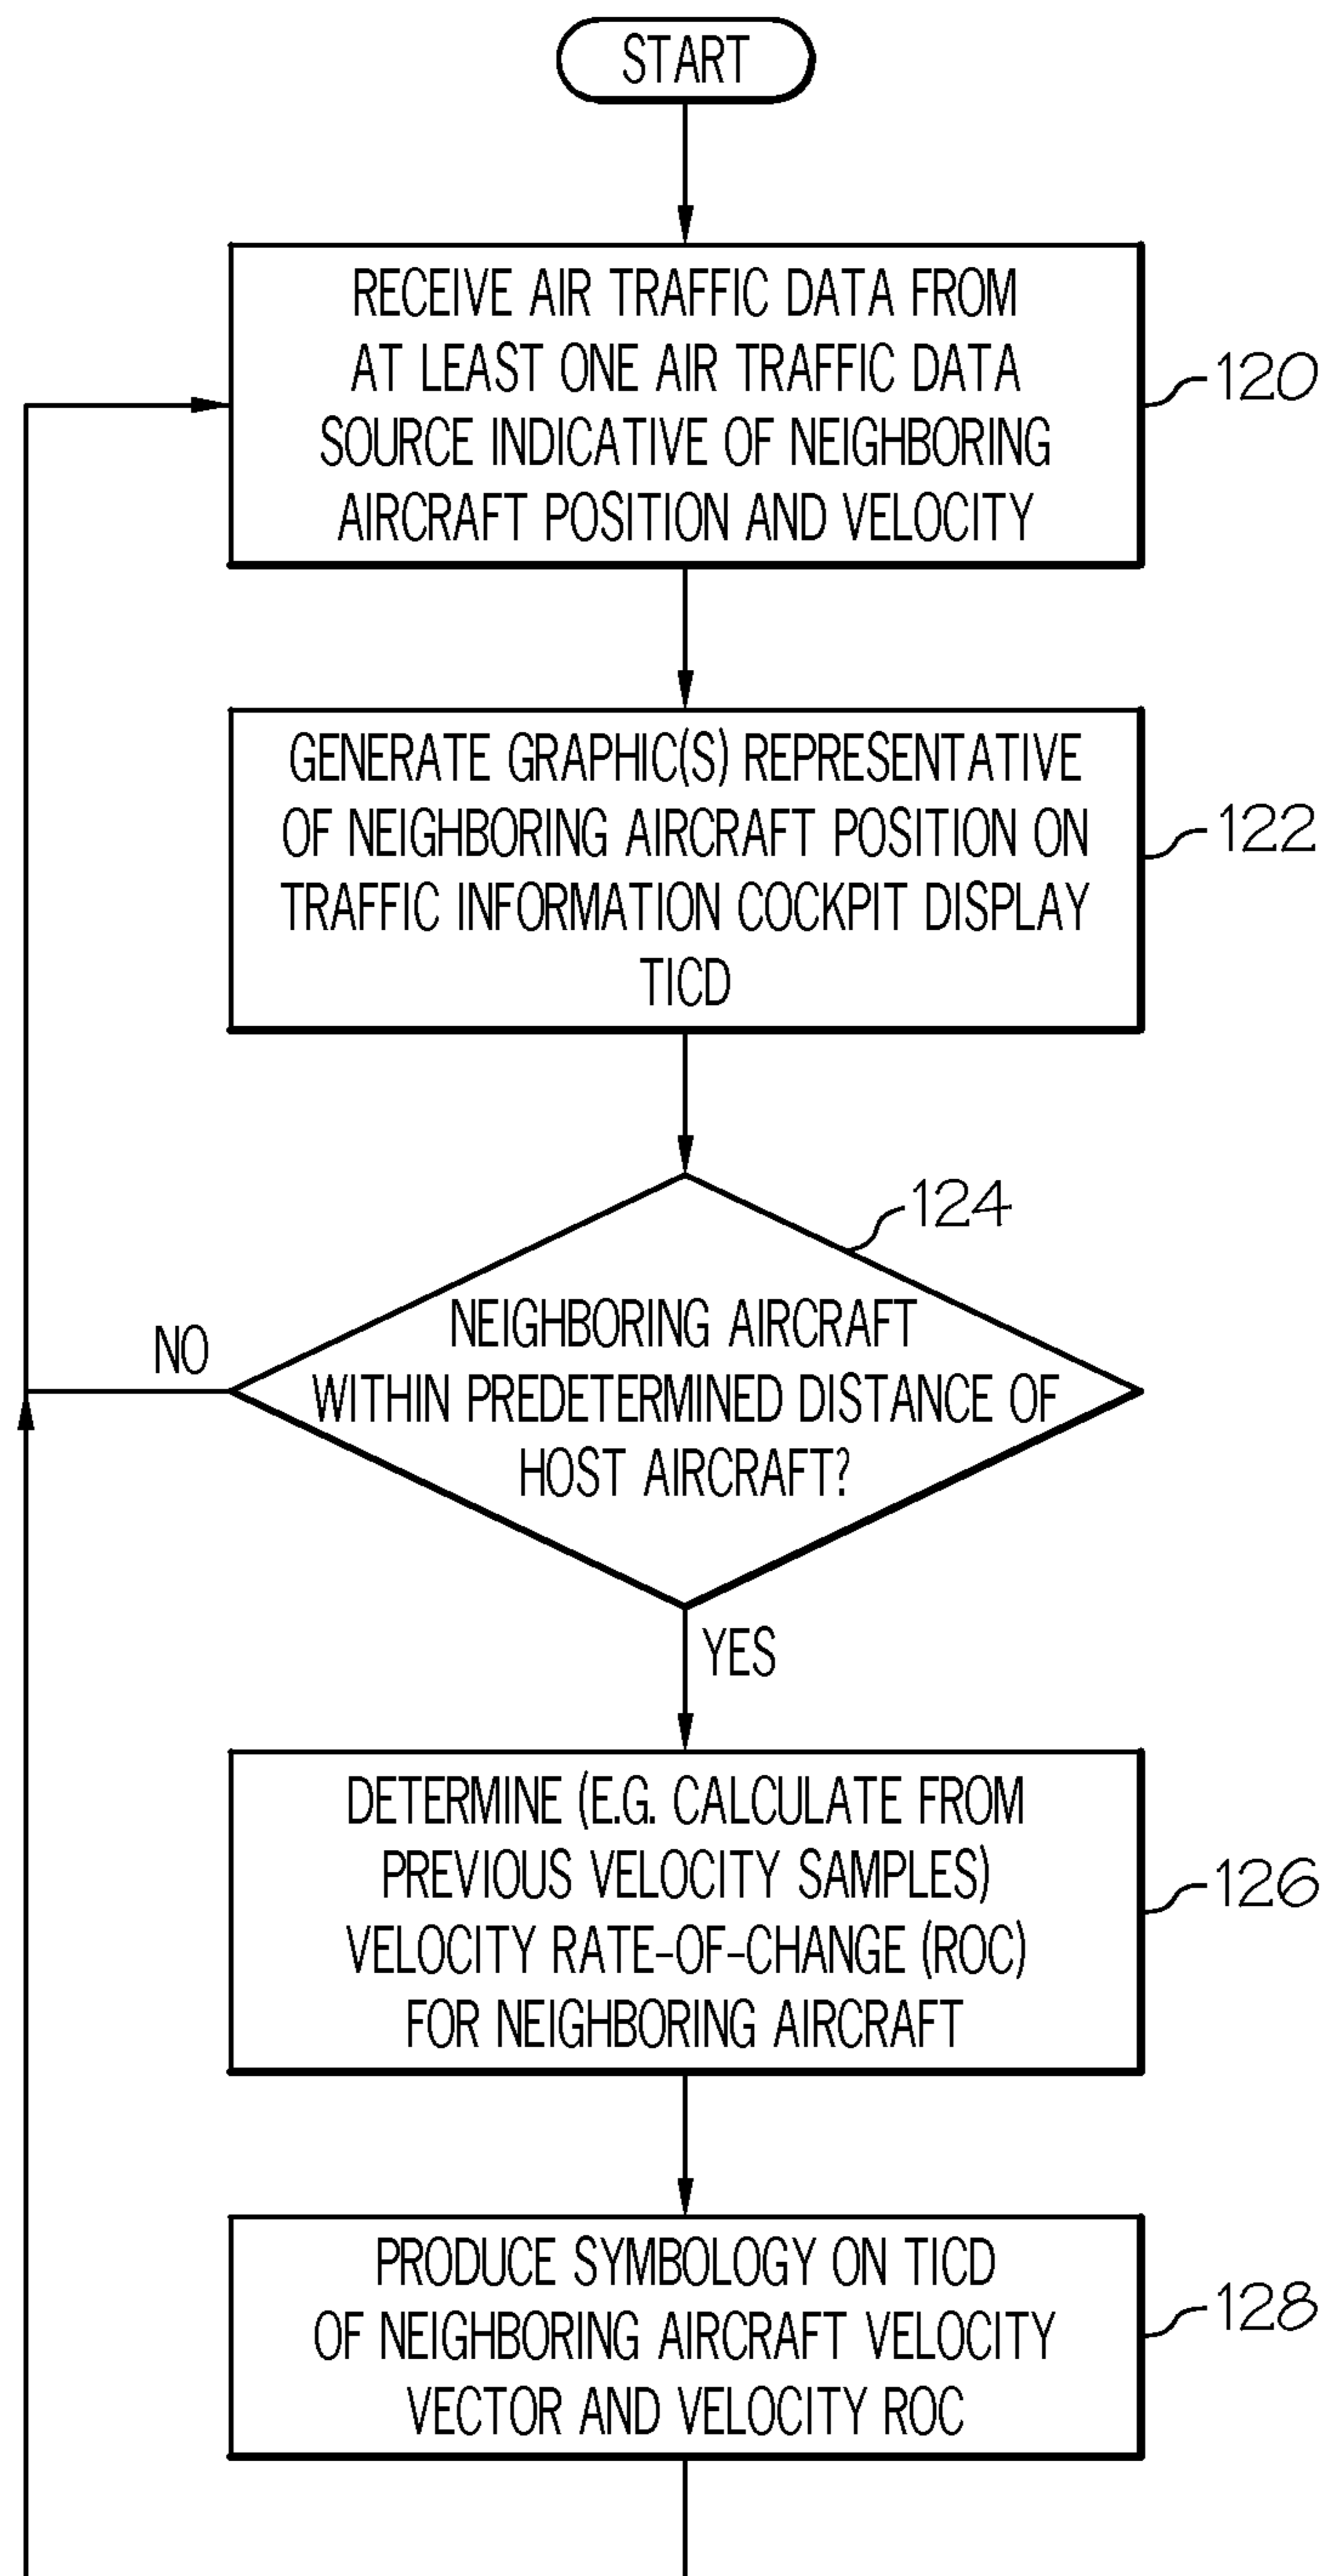 START
RECEIVE AIR TRAFFIC DATA FROM
AT LEAST ONE AIR TRAFFIC DATA
SOURCE INDICATIVE OF NEIGHBORING
AIRCRAFT POSITION AND VELOCITY
120
GENERATE GRAPHIC(S) REPRESENTATIVE
OF NEIGHBORING AIRCRAFT POSITION ON
TRAFFIC INFORMATION COCKPIT DISPLAY
TICD
122
124
NEIGHBORING AIRCRAFT
WITHIN PREDETERMINED DISTANCE OF
HOST AIRCRAFT?
NO
YES
DETERMINE (E.G. CALCULATE FROM
PREVIOUS VELOCITY SAMPLES)
VELOCITY RATE-OF-CHANGE (ROC)
FOR NEIGHBORING AIRCRAFT
126
PRODUCE SYMBOLOGY ON TICD
OF NEIGHBORING AIRCRAFT VELOCITY
VECTOR AND VELOCITY ROC
128